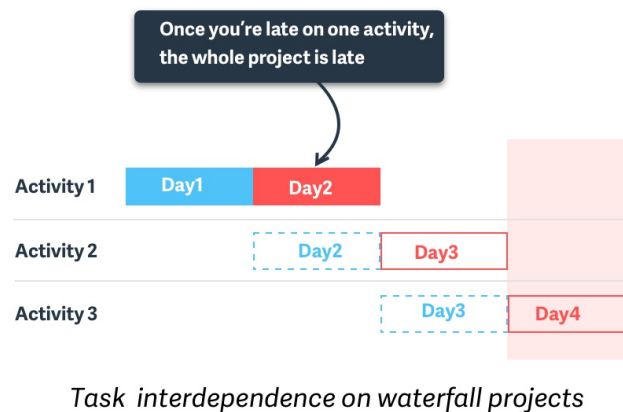 Once you're late on one activity,
the whole project is late
Activity 1 Day1 Day2
Activity 2 Day2 Day3
Activity 3 Day3 Day4
Task interdependence on waterfall projects